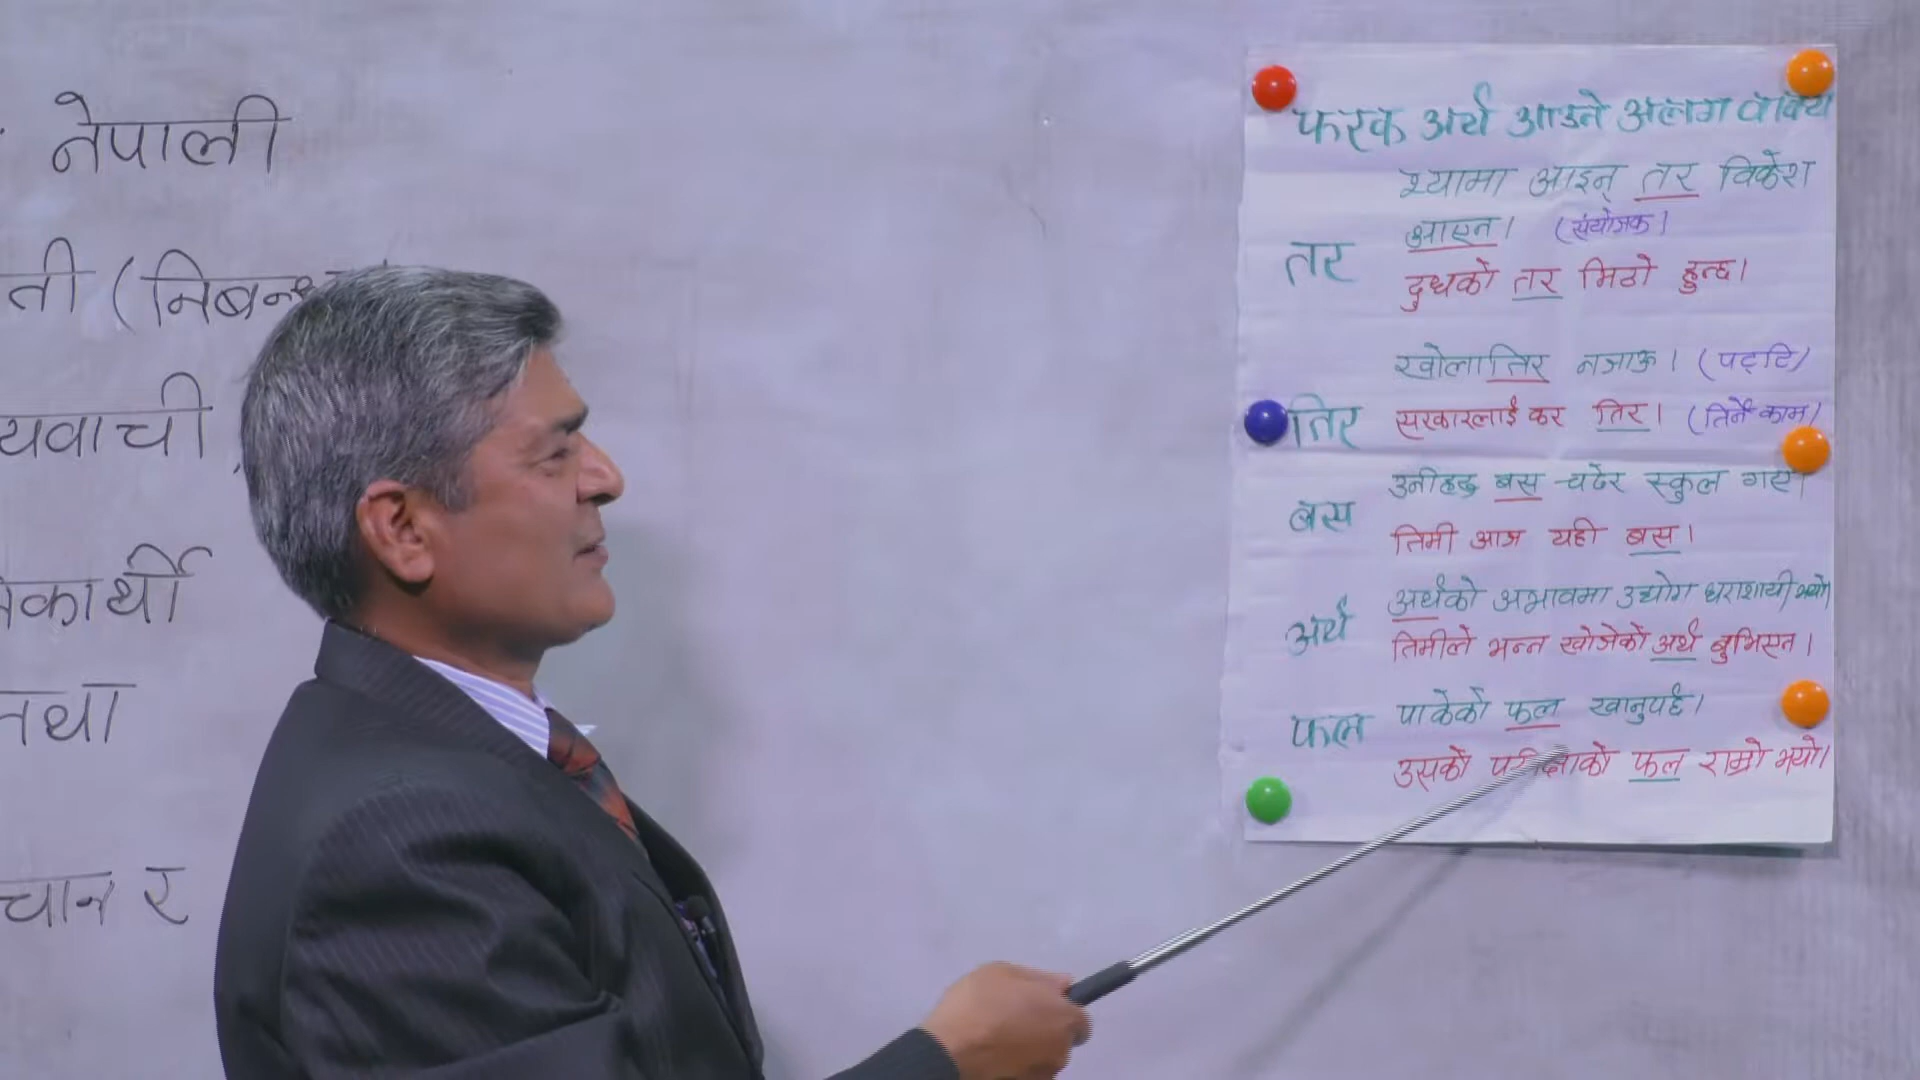 नेपाली
ती (निबन्ध
यवाची,
कार्थी
तथा
चान र
फरक अर्थ आउने अलग वाक्य
श्यामा आइन् तर विकेश
तर
आएन। (संयोजक)
दुधको तर मिठो हुन्छ।
खोलातिर नजाऊ। (पट्टि)
तिर
सरकारलाई कर तिर। (तिर्ने काम)
उनीहरू बस चढेर स्कुल गए।
बस
तिमी आज यही बस।
अर्थको अभावमा उद्योग धराशायी भयो।
अर्थ
तिमीले भन्न खोजेको अर्थ बुझिएन।
पाकेको फल खानुपर्छ।
फल
उसको परीक्षाको फल राम्रो भयो।